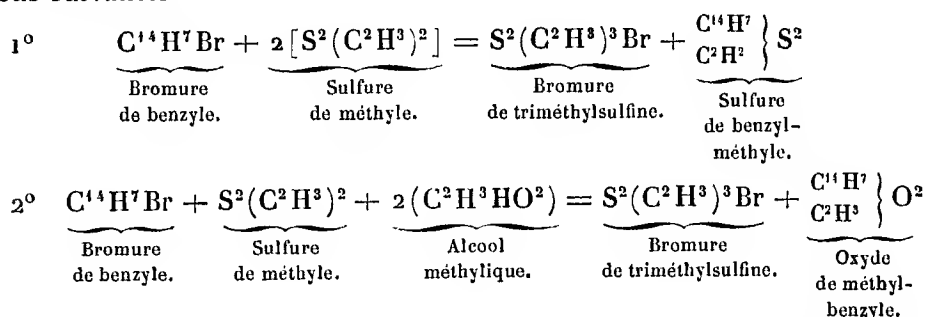 1° C¹⁴H⁷Br + 2[S²(C²H³)²] = S²(C²H³)³Br + C¹⁴H⁷ C²H² } S²
Bromure de benzyle. Sulfure de méthyle. Bromure de triméthylsulfine. Sulfure de benzyl-méthyle.
2° C¹⁴H⁷Br + S²(C²H³)² + 2(C²H³HO²) = S²(C²H³)³Br + C¹⁴H⁷ C²H³ } O²
Bromure de benzyle. Sulfure de méthyle. Alcool méthylique. Bromure de triméthylsulfine. Oxyde de méthyl-benzyle.